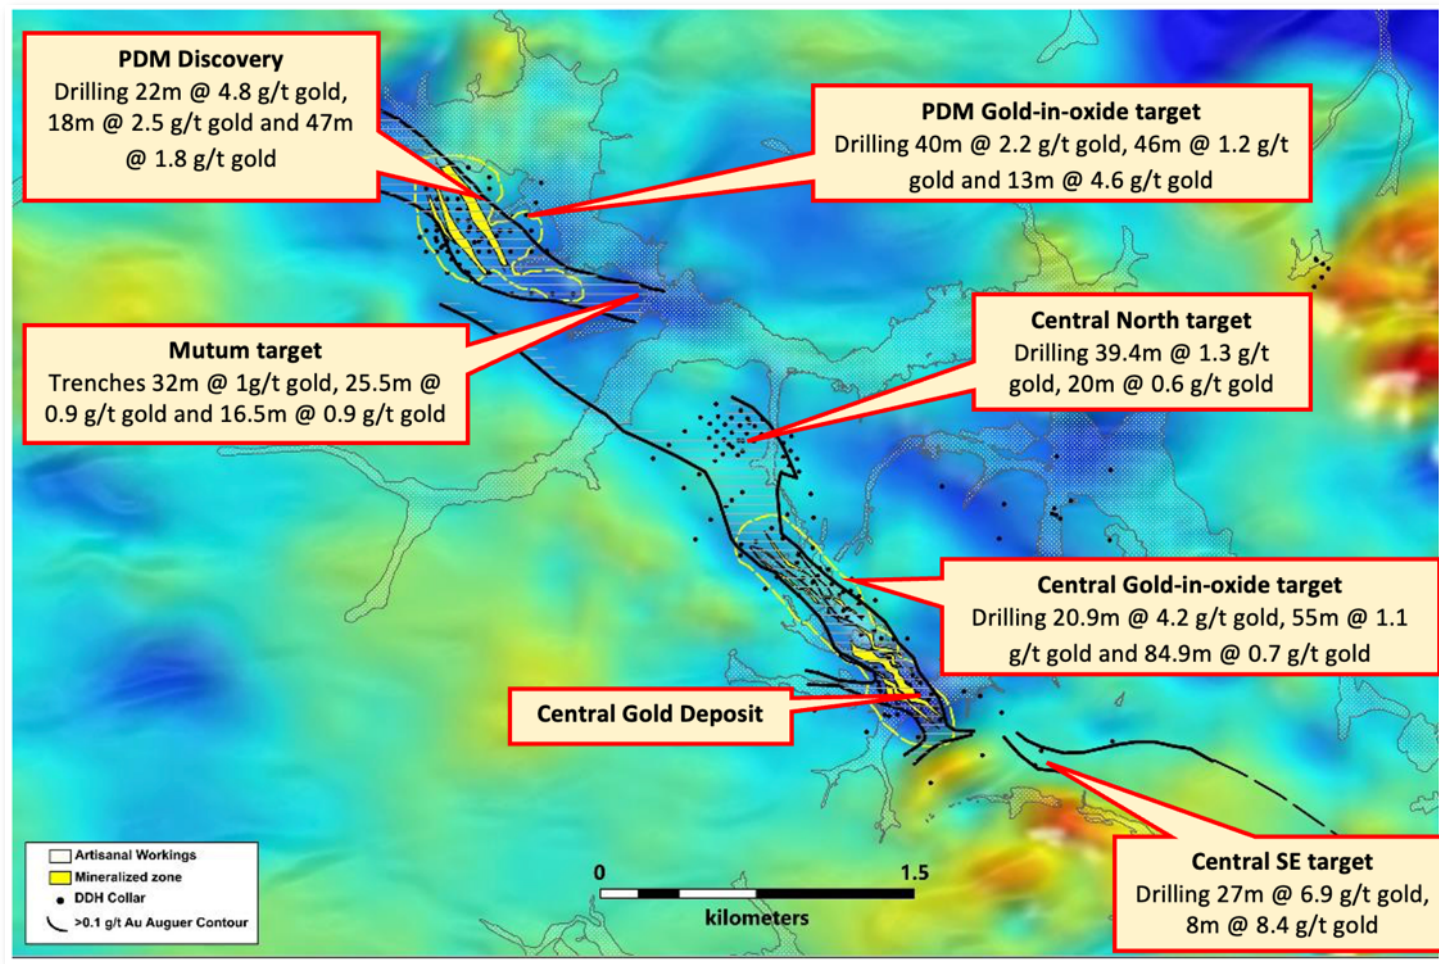 PDM Discovery
Drilling 22m @ 4.8 g/t gold,
18m @ 2.5 g/t gold and 47m
@ 1.8 g/t gold
PDM Gold-in-oxide target
Drilling 40m @ 2.2 g/t gold, 46m @ 1.2 g/t
gold and 13m @ 4.6 g/t gold
Mutum target
Trenches 32m @ 1g/t gold, 25.5m @
0.9 g/t gold and 16.5m @ 0.9 g/t gold
Central North target
Drilling 39.4m @ 1.3 g/t
gold, 20m @ 0.6 g/t gold
Central Gold-in-oxide target
Drilling 20.9m @ 4.2 g/t gold, 55m @ 1.1
g/t gold and 84.9m @ 0.7 g/t gold
Central Gold Deposit
Central SE target
Drilling 27m @ 6.9 g/t gold,
8m @ 8.4 g/t gold
Artisanal Workings
Mineralized zone
DDH Collar
>0.1 g/t Au Auguer Contour
0 1.5
kilometers